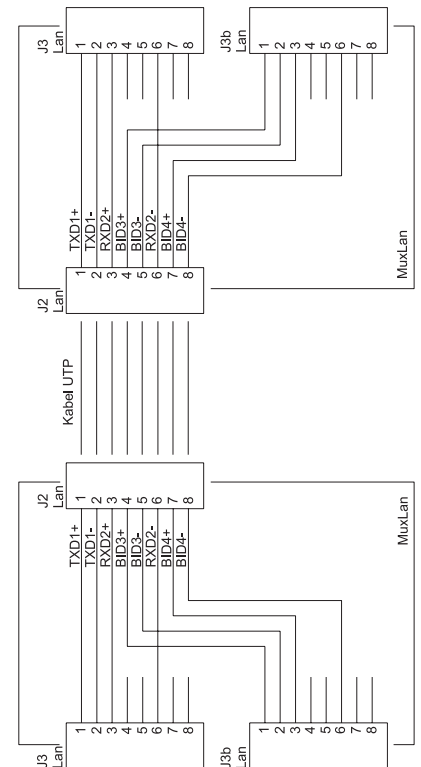 J3
Lan
1
2
3
4
5
6
7
8
J3b
Lan
1
2
3
4
5
6
7
8
TXD1+
TXD1-
RXD2+
BID3+
BID3-
RXD2-
BID4+
BID4-
J2
Lan
1
2
3
4
5
6
7
8
MuxLan
Kabel UTP
J2
Lan
1
2
3
4
5
6
7
8
TXD1+
TXD1-
RXD2+
BID3+
BID3-
RXD2-
BID4+
BID4-
MuxLan
J3
Lan
1
2
3
4
5
6
7
8
J3b
Lan
1
2
3
4
5
6
7
8